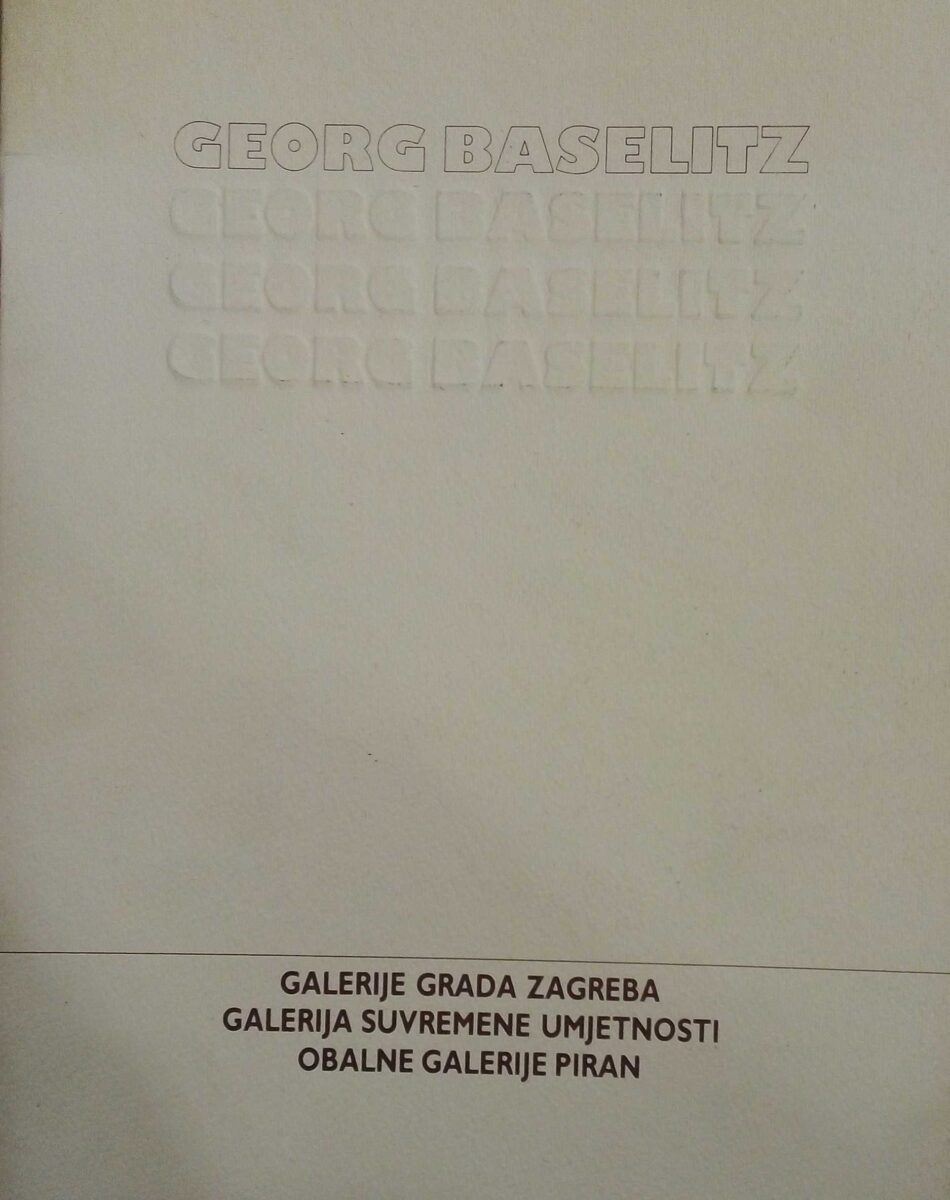 GEORG BASELITZ
GEORG BASELITZ
GEORG BASELITZ
GEORG BASELITZ
GALERIJE GRADA ZAGREBA
GALERIJA SUVREMENE UMJETNOSTI
OBALNE GALERIJE PIRAN